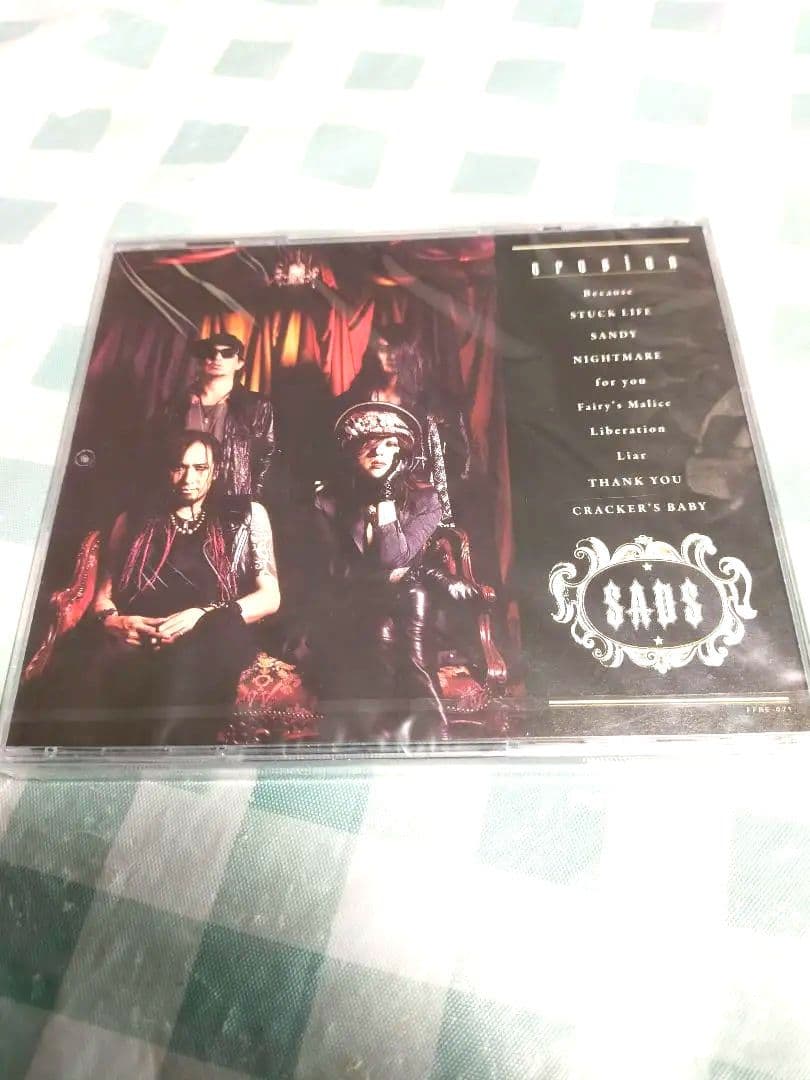 erosion
Because
STUCK LIFE
SANDY
NIGHTMARE
for you
Fairy's Malice
Liberation
Liar
THANK YOU
CRACKER'S BABY
SADS